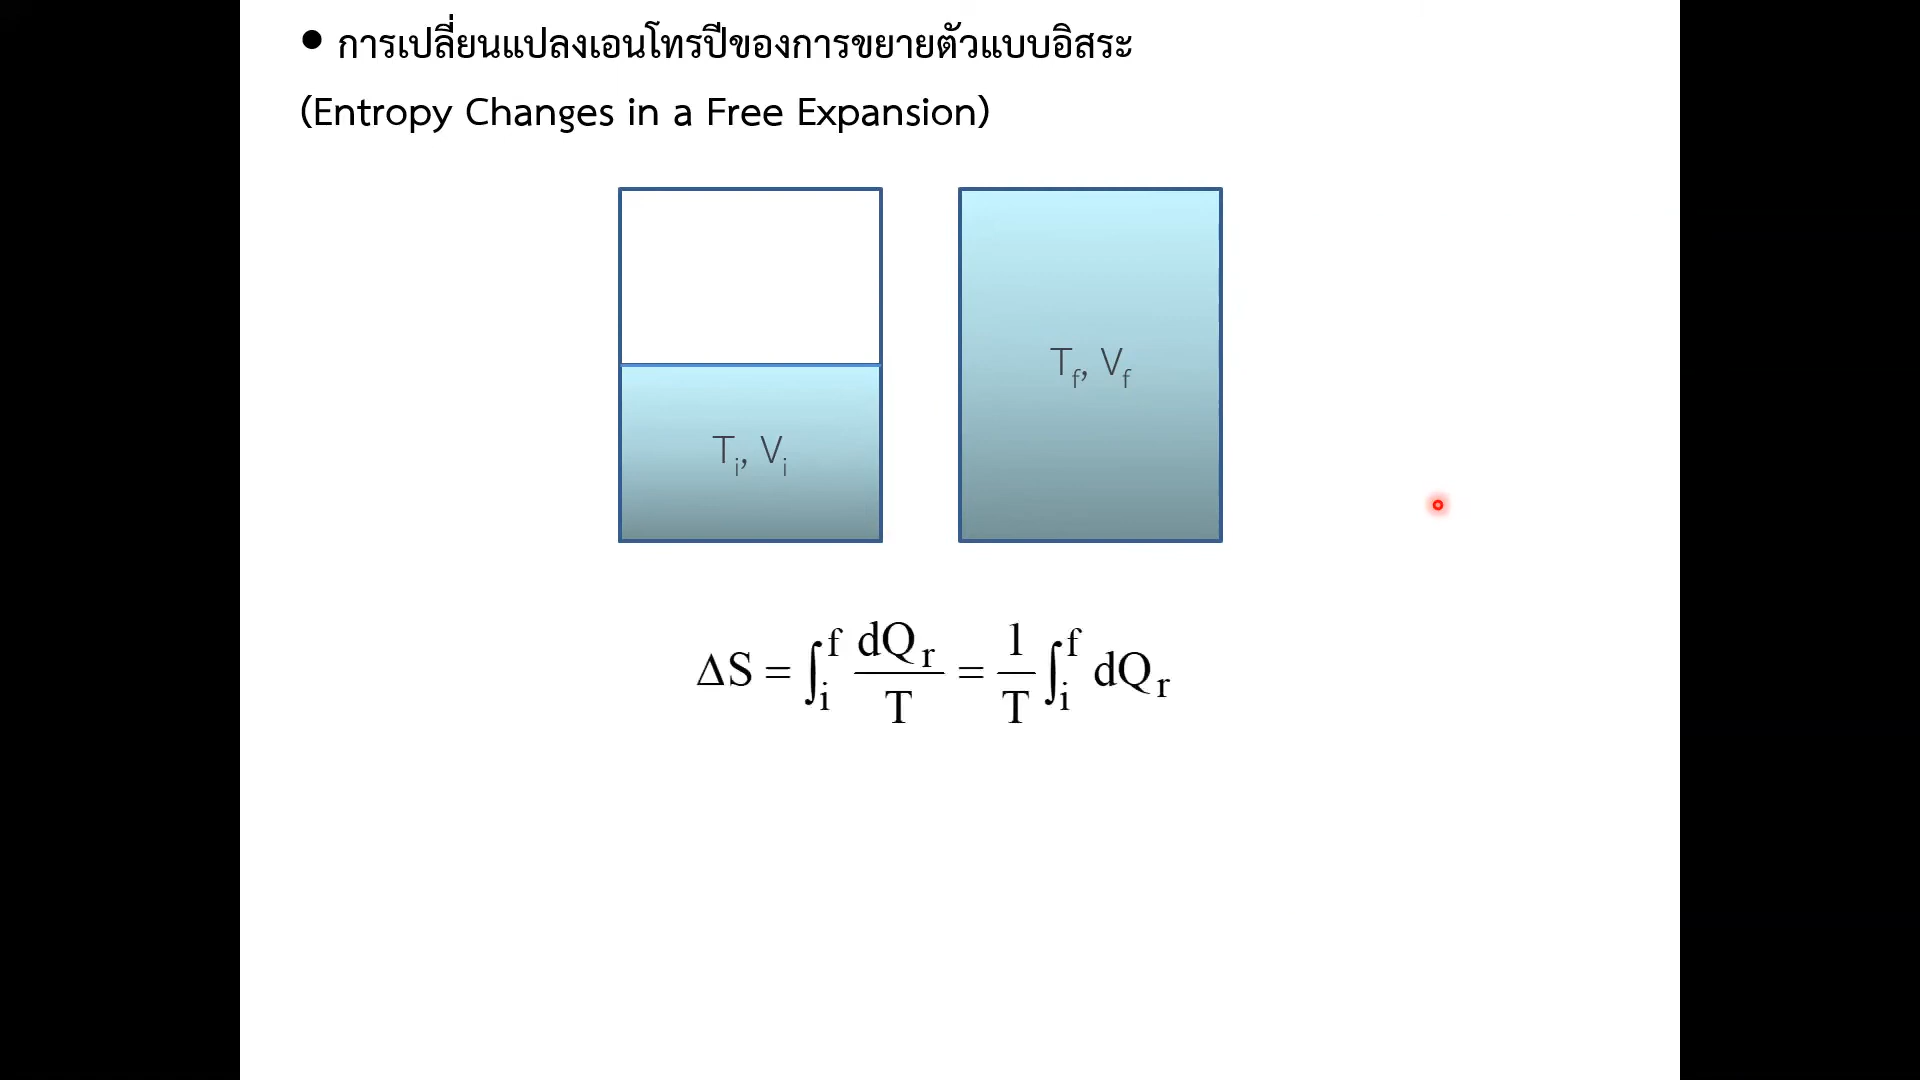 ● การเปลี่ยนแปลงเอนโทรปีของการขยายตัวแบบอิสระ
(Entropy Changes in a Free Expansion)
Tf, Vf
Ti, Vi
ΔS = ∫_i^f dQr/T = 1/T ∫_i^f dQr